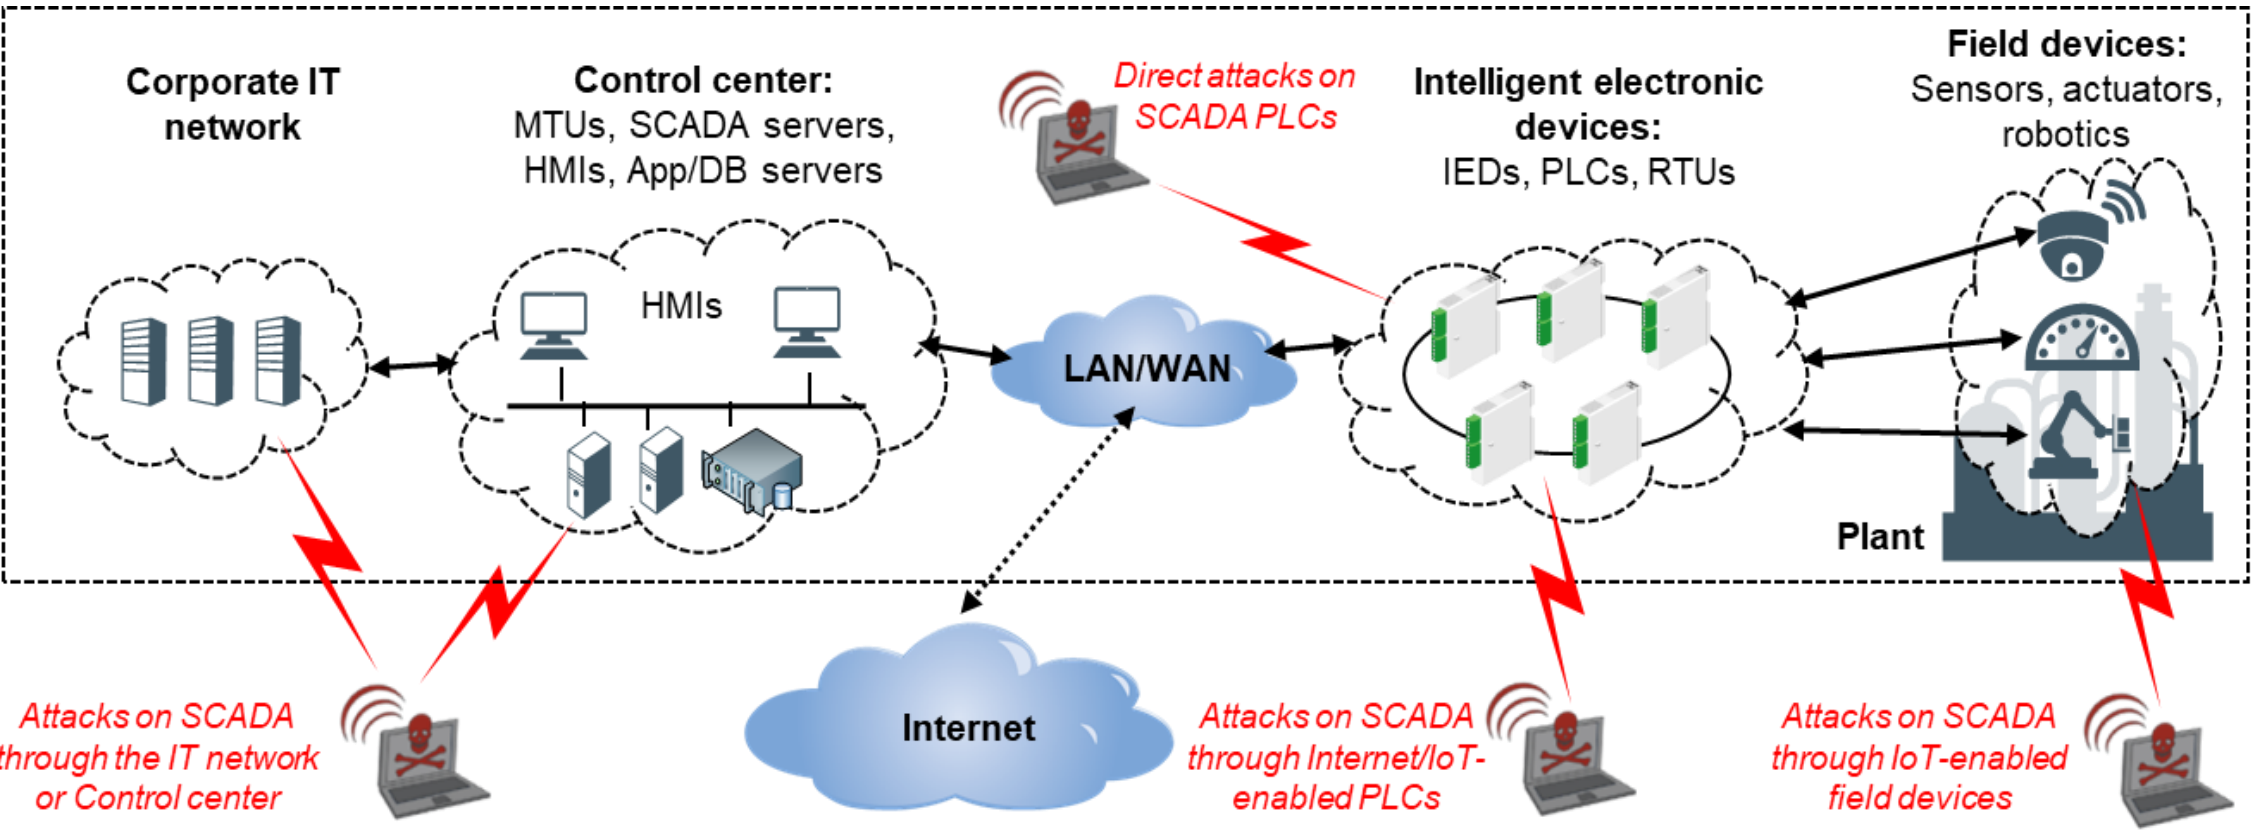 Corporate IT
network
Control center:
MTUs, SCADA servers,
HMIs, App/DB servers
Direct attacks on
SCADA PLCs
Intelligent electronic
devices:
IEDs, PLCs, RTUs
Field devices:
Sensors, actuators,
robotics
HMIs
LAN/WAN
Plant
Internet
Attacks on SCADA
through the IT network
or Control center
Attacks on SCADA
through Internet/IoT-
enabled PLCs
Attacks on SCADA
through IoT-enabled
field devices